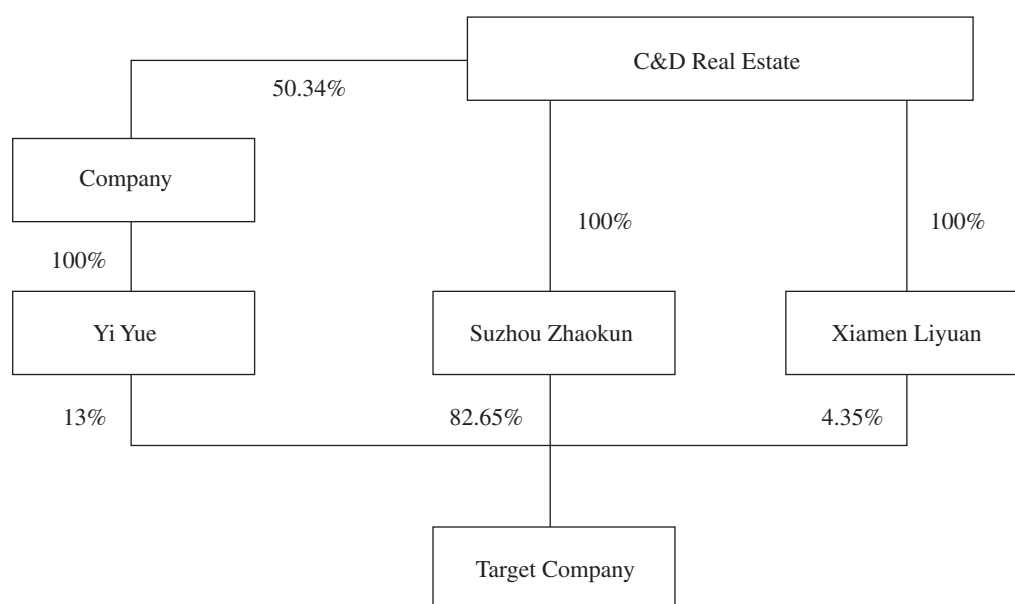 C&D Real Estate
50.34%
Company
100%
100%
100%
Yi Yue
Suzhou Zhaokun
Xiamen Liyuan
13%
82.65%
4.35%
Target Company